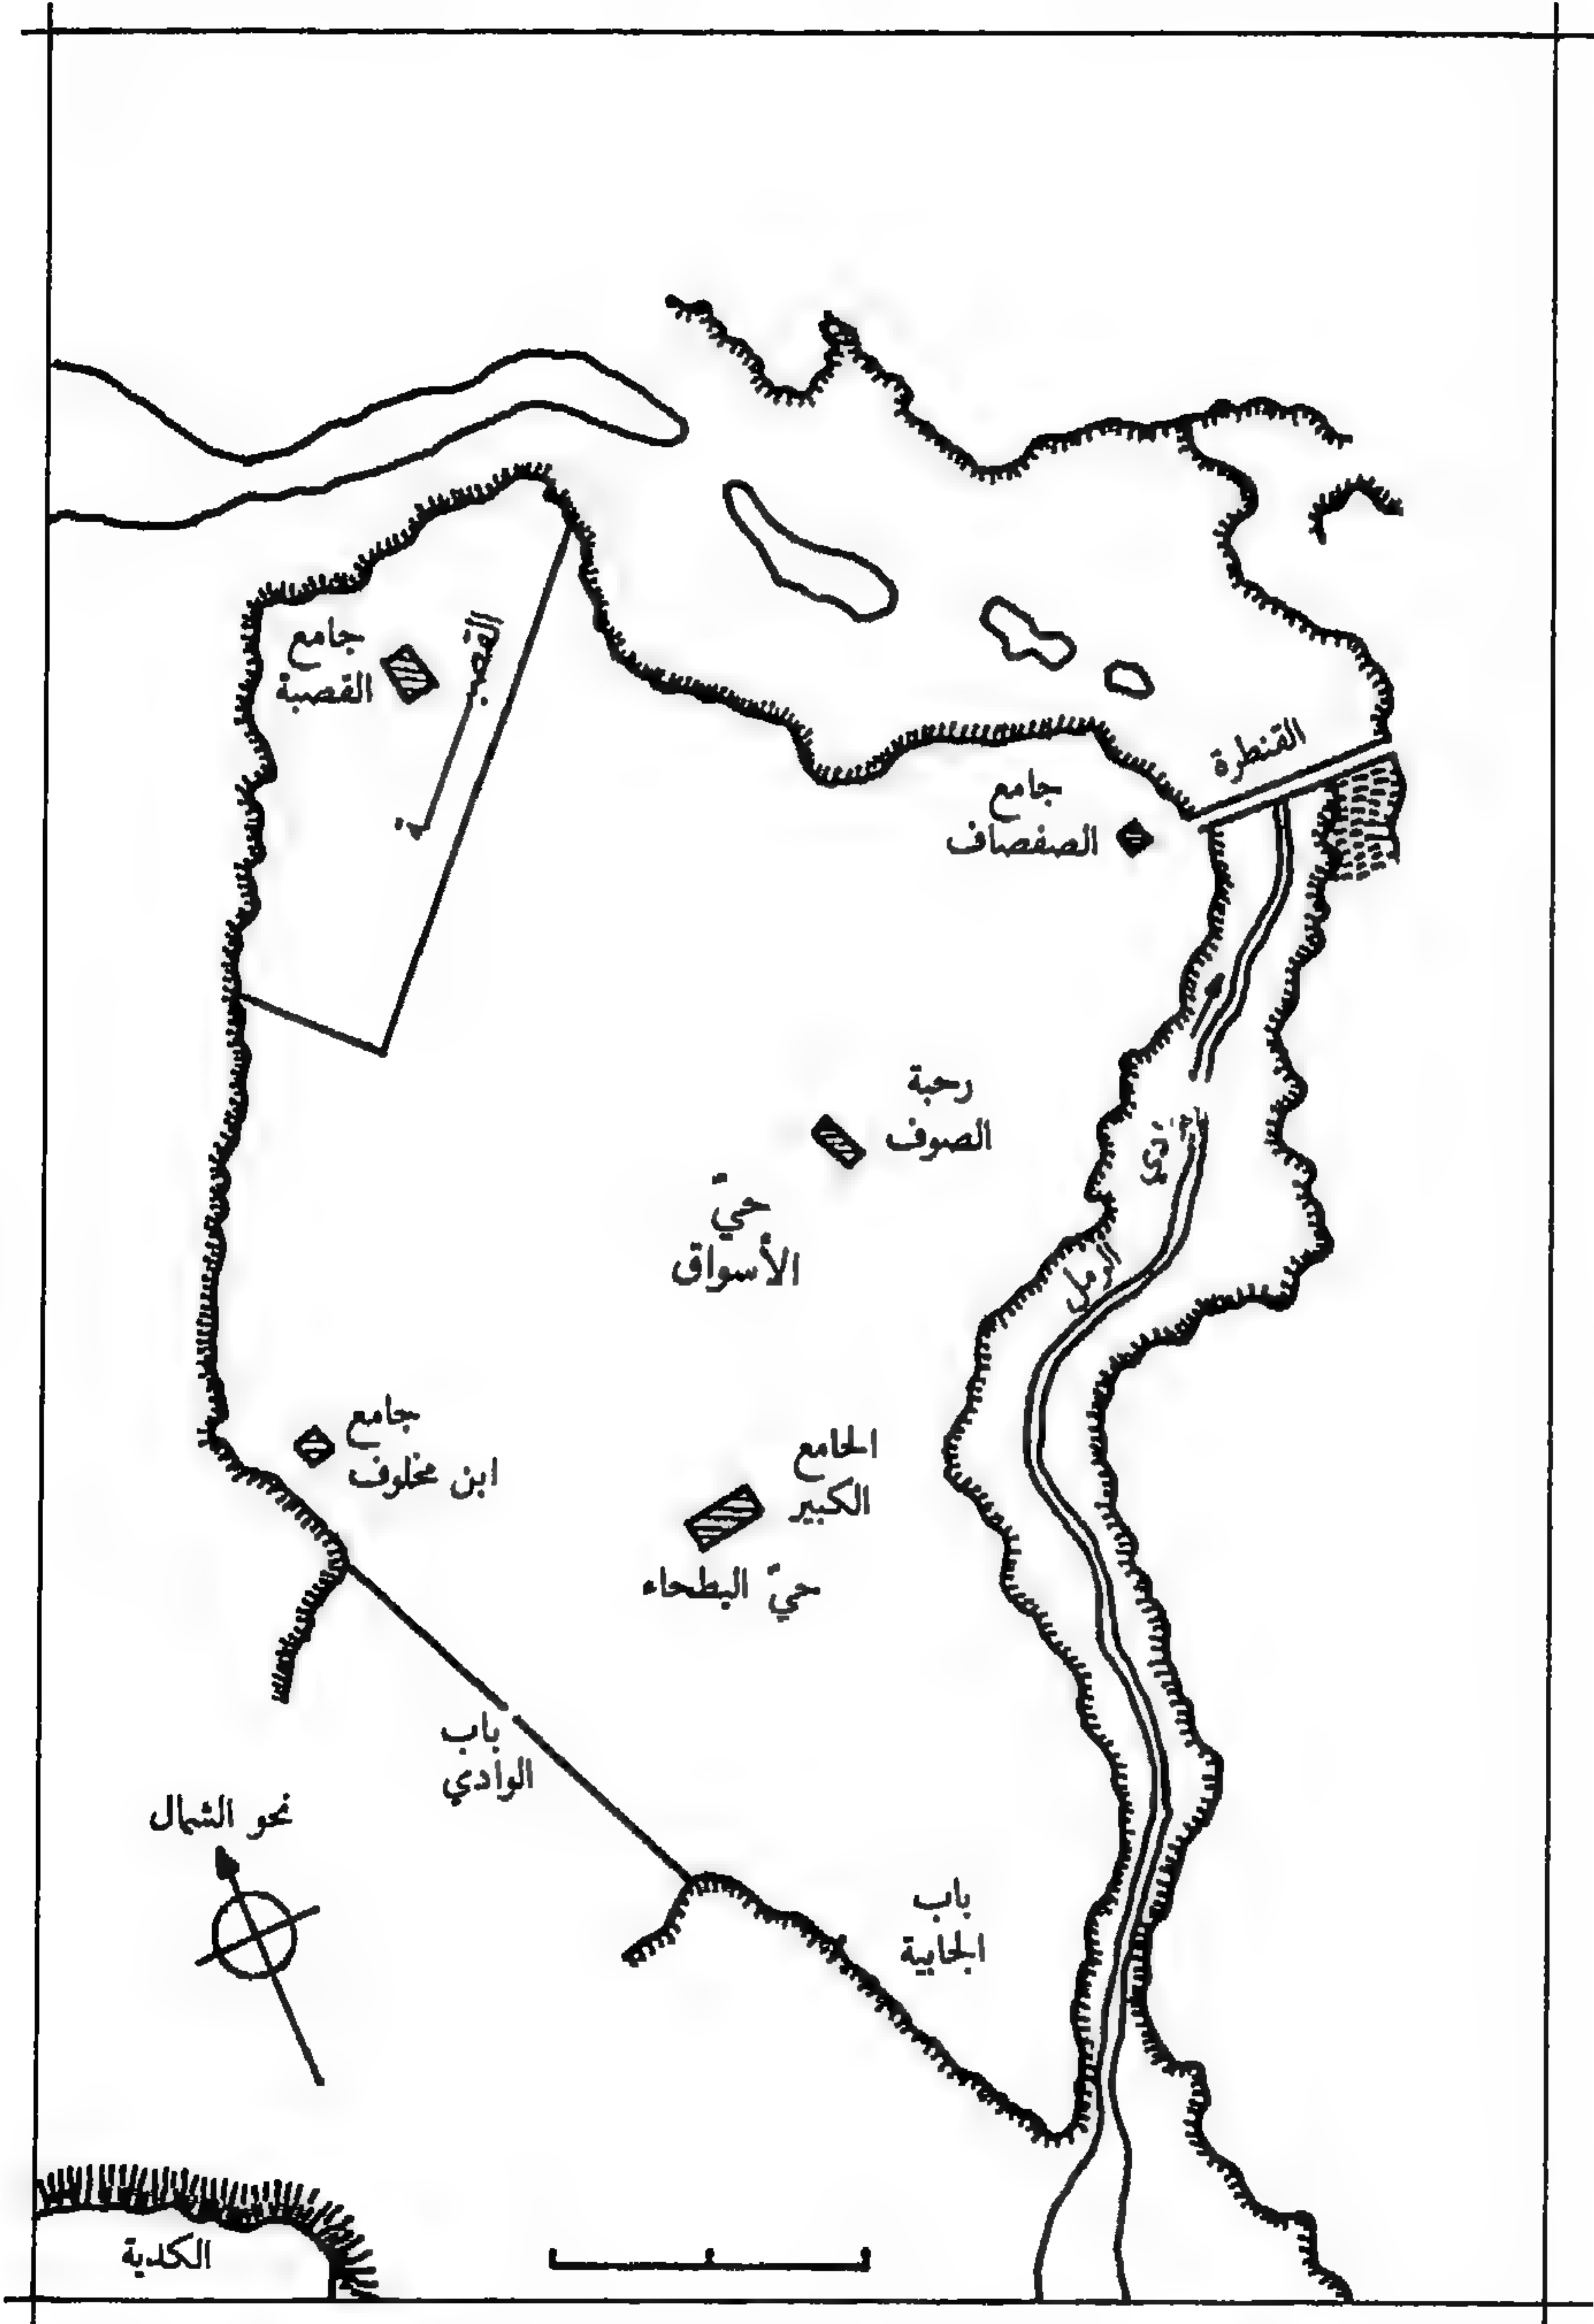 جامع
القصبة
القصبة
القنطرة
جامع
الصفصاف
رحبة
الصوف
حيّ
الأسواق
وادي
الرمل
جامع
ابن مخلوف
الجامع
الكبير
حيّ البطحاء
باب
الوادي
نحو الشمال
باب
الجابية
الكدية